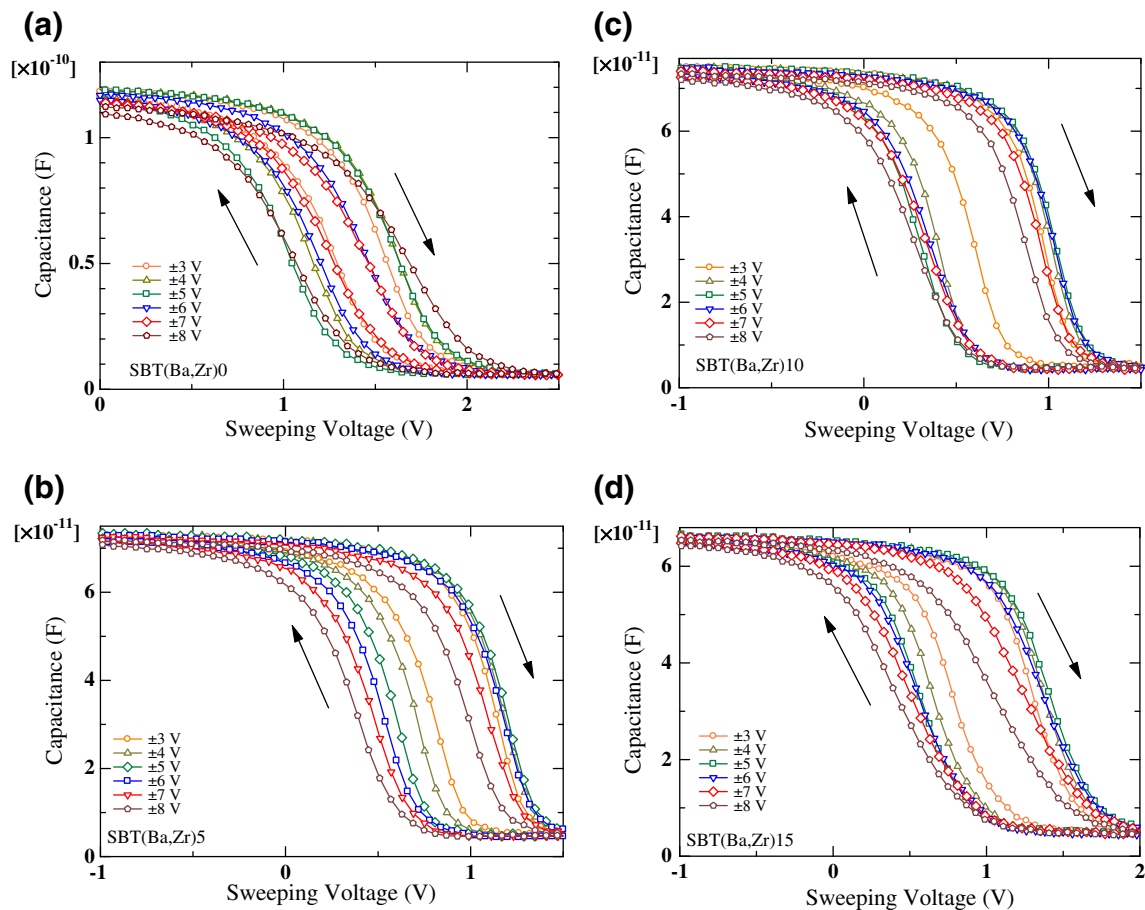 (a)
[×10⁻¹⁰]
1
0.5
0
0
1
2
Capacitance (F)
Sweeping Voltage (V)
±3 V
±4 V
±5 V
±6 V
±7 V
±8 V
SBT(Ba,Zr)0
(c)
[×10⁻¹¹]
6
4
2
0
-1
0
1
Capacitance (F)
Sweeping Voltage (V)
±3 V
±4 V
±5 V
±6 V
±7 V
±8 V
SBT(Ba,Zr)10
(b)
[×10⁻¹¹]
6
4
2
0
-1
0
1
Capacitance (F)
Sweeping Voltage (V)
±3 V
±4 V
±5 V
±6 V
±7 V
±8 V
SBT(Ba,Zr)5
(d)
[×10⁻¹¹]
6
4
2
0
-1
0
1
2
Capacitance (F)
Sweeping Voltage (V)
±3 V
±4 V
±5 V
±6 V
±7 V
±8 V
SBT(Ba,Zr)15